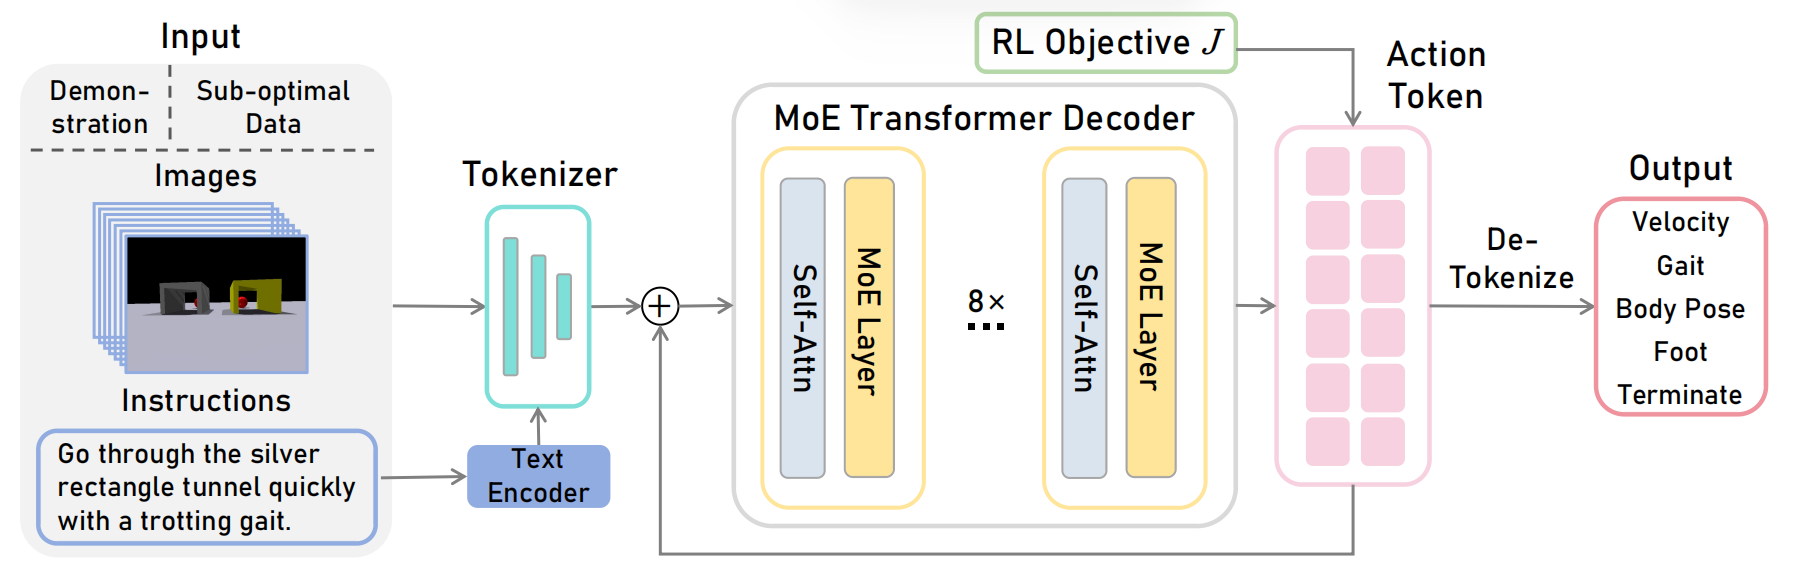 Input
Demon-
stration
Sub-optimal
Data
Images
Instructions
Go through the silver
rectangle tunnel quickly
with a trotting gait.
Tokenizer
Text
Encoder
+
RL Objective J
MoE Transformer Decoder
Self-Attn
MoE Layer
8×
Self-Attn
MoE Layer
Action
Token
De-
Tokenize
Output
Velocity
Gait
Body Pose
Foot
Terminate